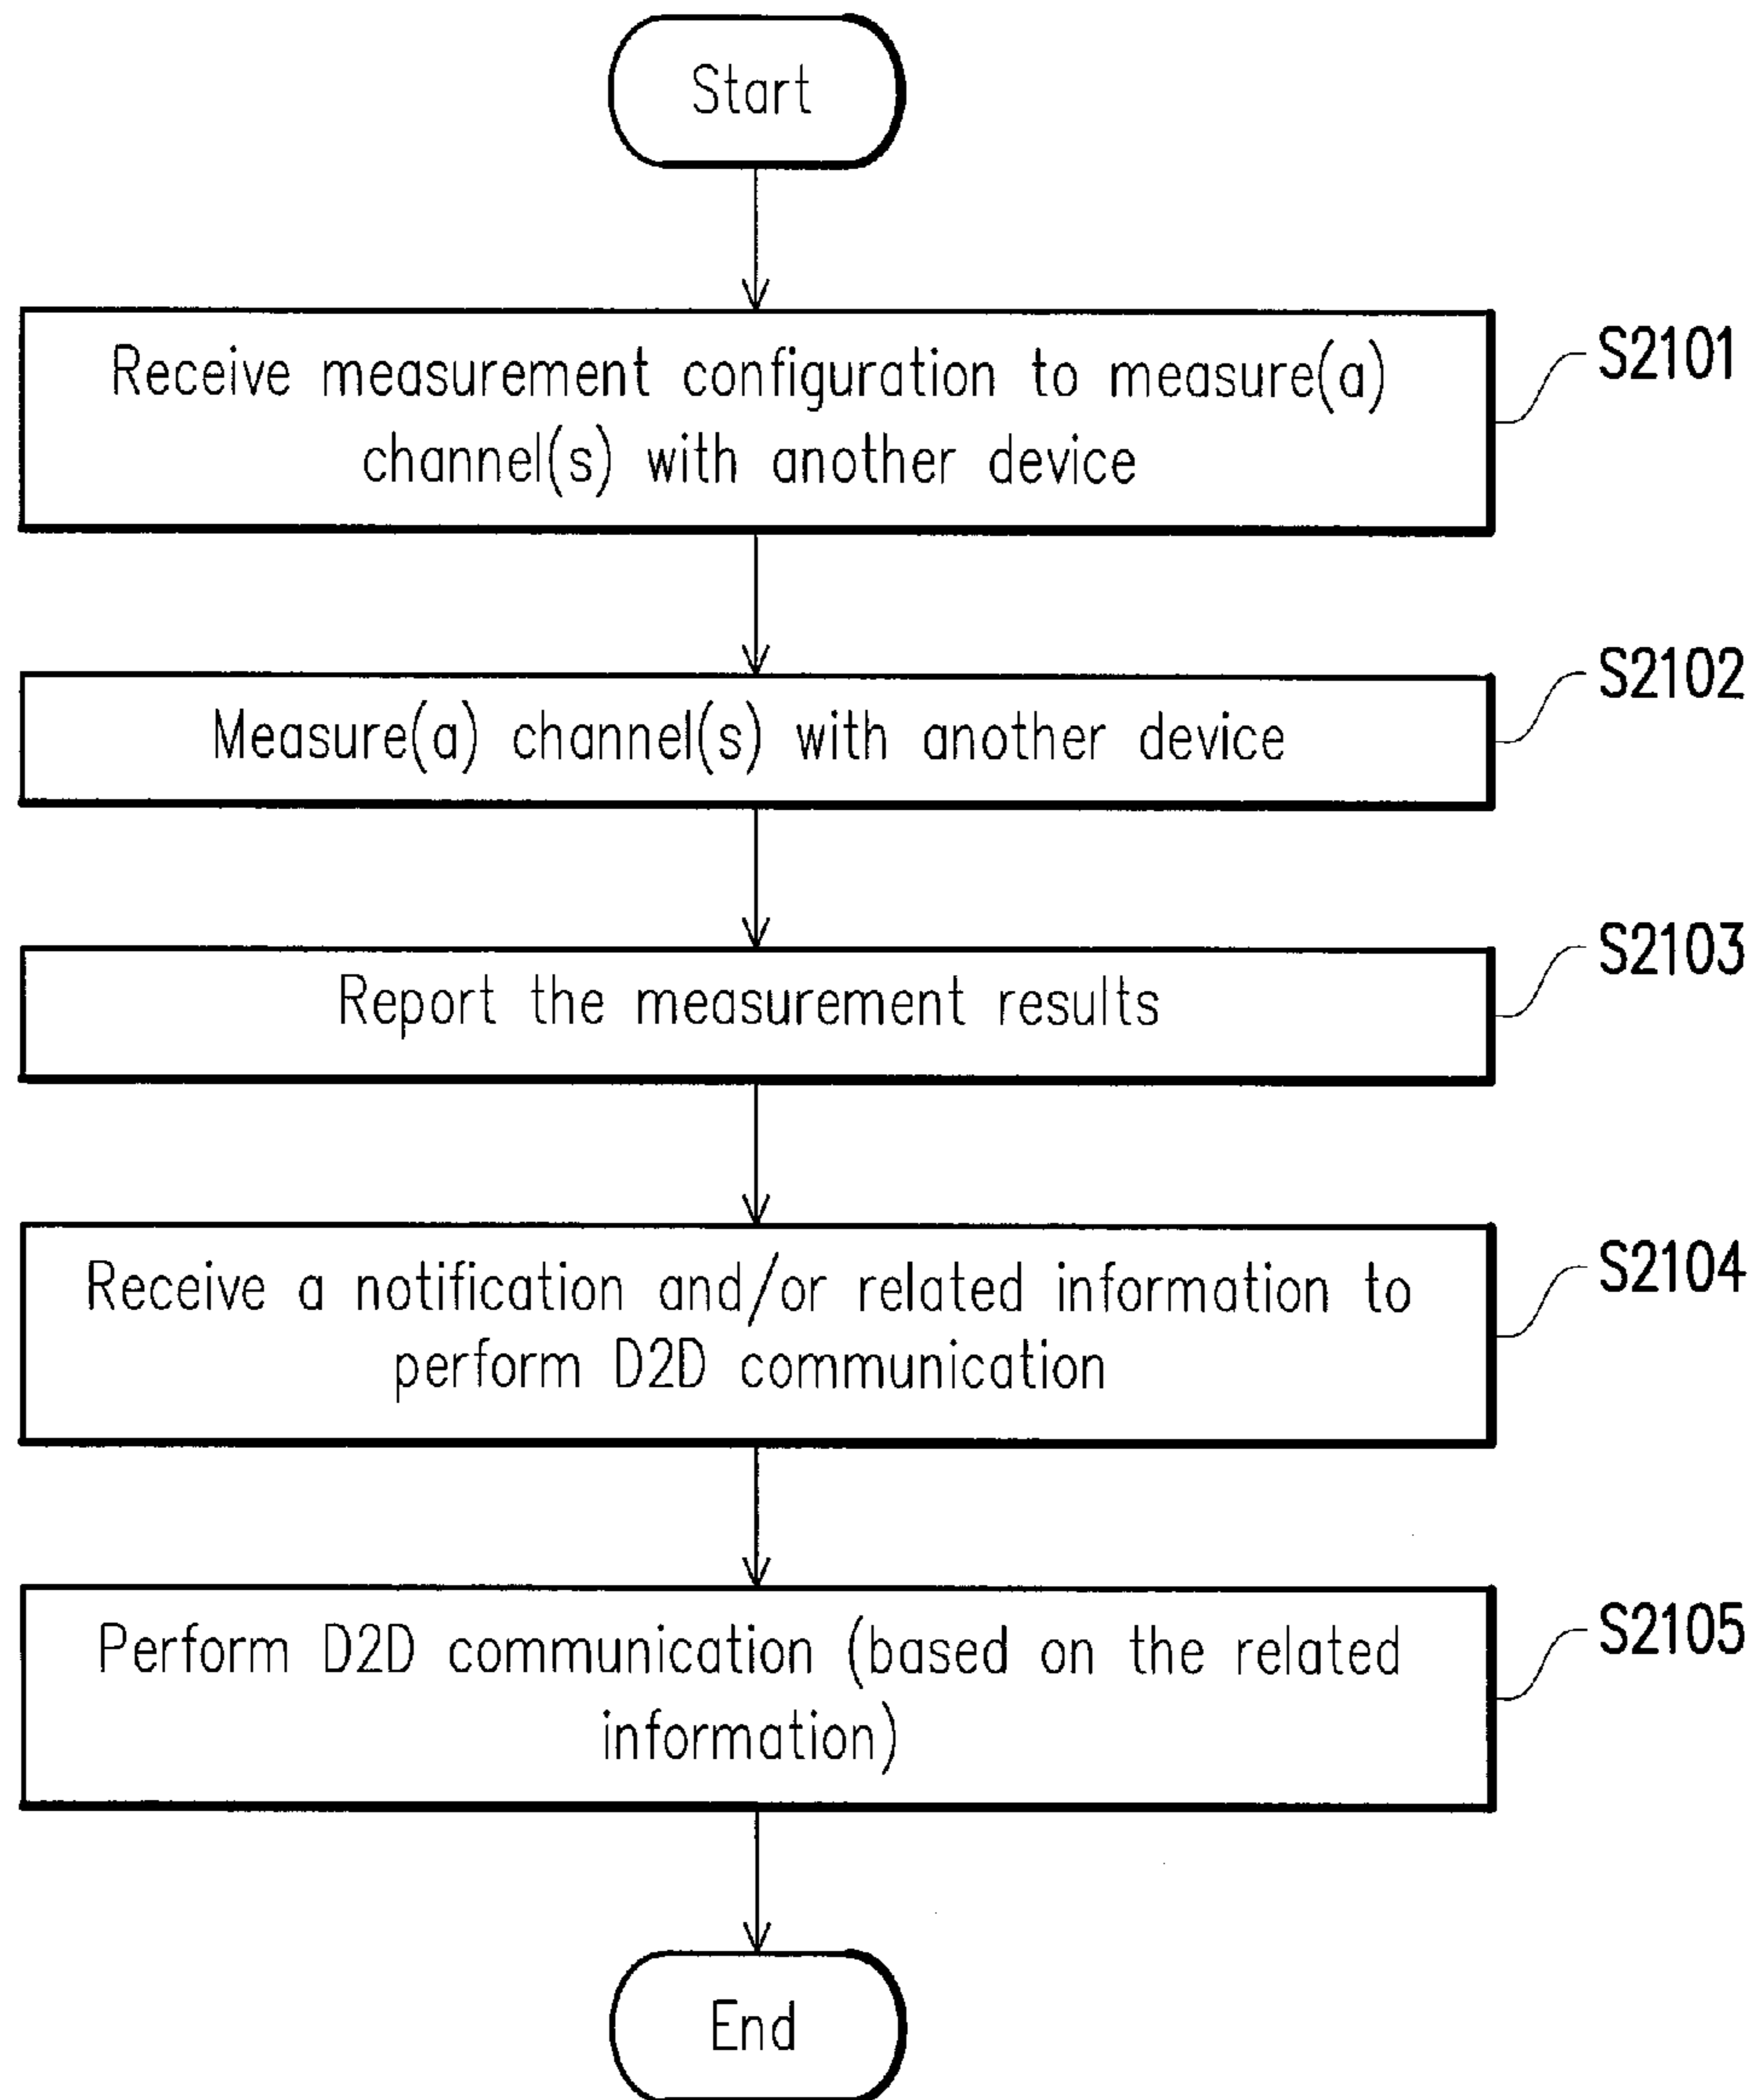 Start
Receive measurement configuration to measure(a)
channel(s) with another device
S2101
Measure(a) channel(s) with another device
S2102
Report the measurement results
S2103
Receive a notification and/or related information to
perform D2D communication
S2104
Perform D2D communication (based on the related
information)
S2105
End